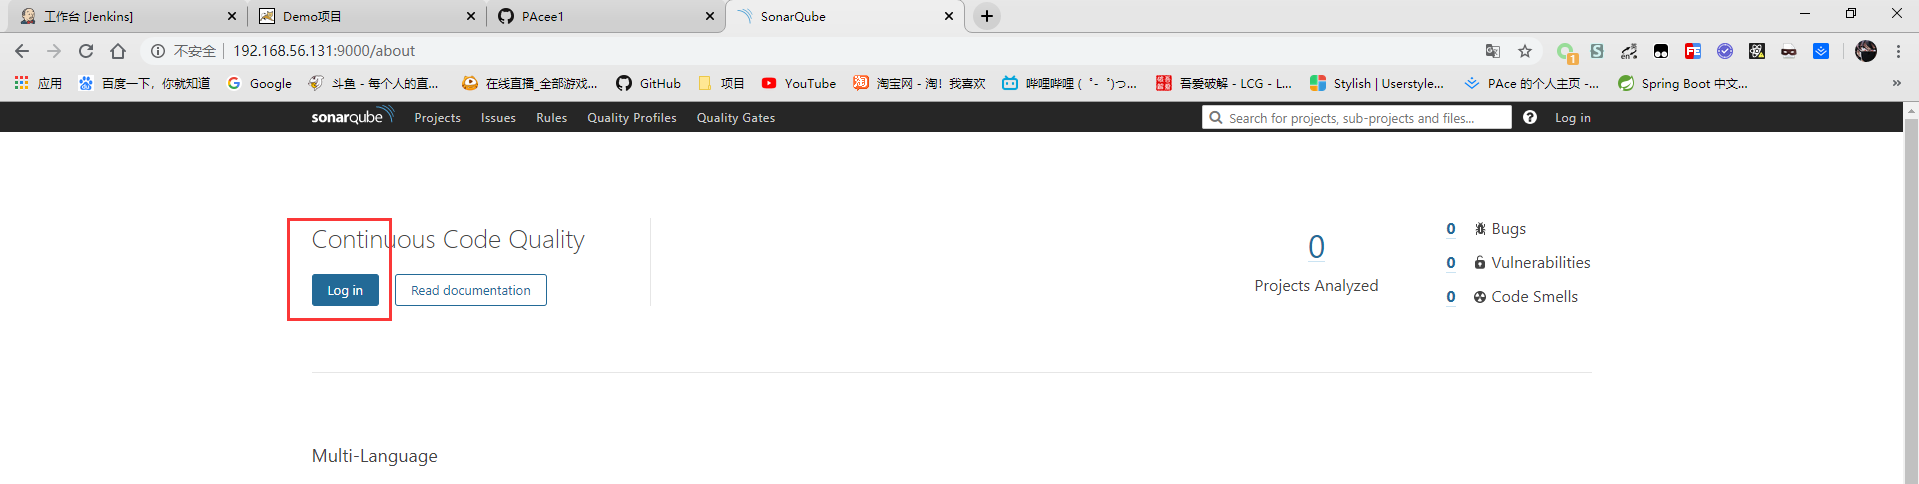 工作台 [Jenkins]
Demo项目
PAcee1
SonarQube
不安全
192.168.56.131:9000/about
1
应用
百度一下，你就知道
Google
斗鱼 - 每个人的直...
在线直播_全部游戏...
GitHub
项目
YouTube
淘宝网 - 淘！我喜欢
哔哩哔哩 ( ゜- ゜)つ...
吾爱破解 - LCG - L...
Stylish | Userstyle...
PAce 的个人主页 -...
Spring Boot 中文...
»
sonarqube
Projects
Issues
Rules
Quality Profiles
Quality Gates
Search for projects, sub-projects and files...
Log in
Continuous Code Quality
Log in
Read documentation
0
Projects Analyzed
0 Bugs
0 Vulnerabilities
0 Code Smells
Multi-Language